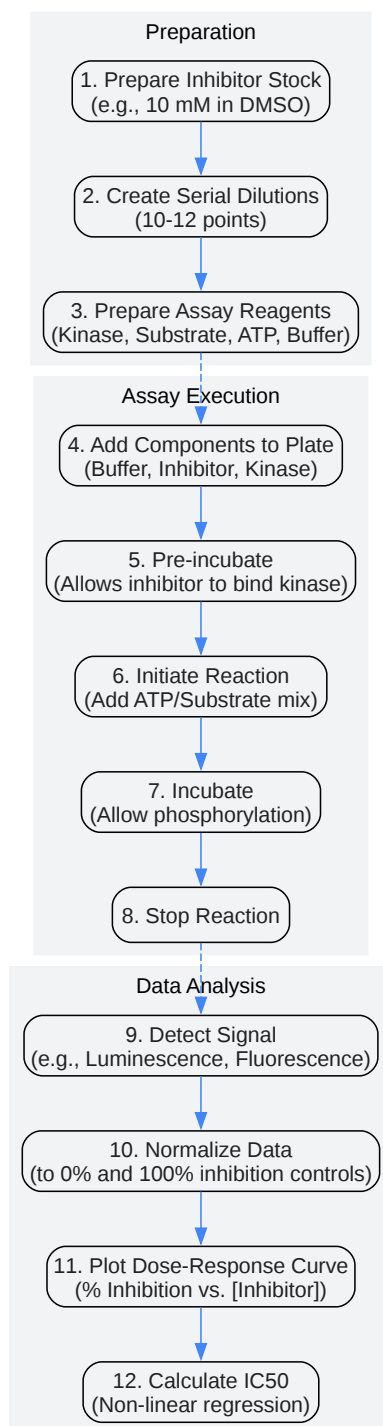 Preparation
1. Prepare Inhibitor Stock
(e.g., 10 mM in DMSO)
2. Create Serial Dilutions
(10-12 points)
3. Prepare Assay Reagents
(Kinase, Substrate, ATP, Buffer)
Assay Execution
4. Add Components to Plate
(Buffer, Inhibitor, Kinase)
5. Pre-incubate
(Allows inhibitor to bind kinase)
6. Initiate Reaction
(Add ATP/Substrate mix)
7. Incubate
(Allow phosphorylation)
8. Stop Reaction
Data Analysis
9. Detect Signal
(e.g., Luminescence, Fluorescence)
10. Normalize Data
(to 0% and 100% inhibition controls)
11. Plot Dose-Response Curve
(% Inhibition vs. [Inhibitor])
12. Calculate IC50
(Non-linear regression)